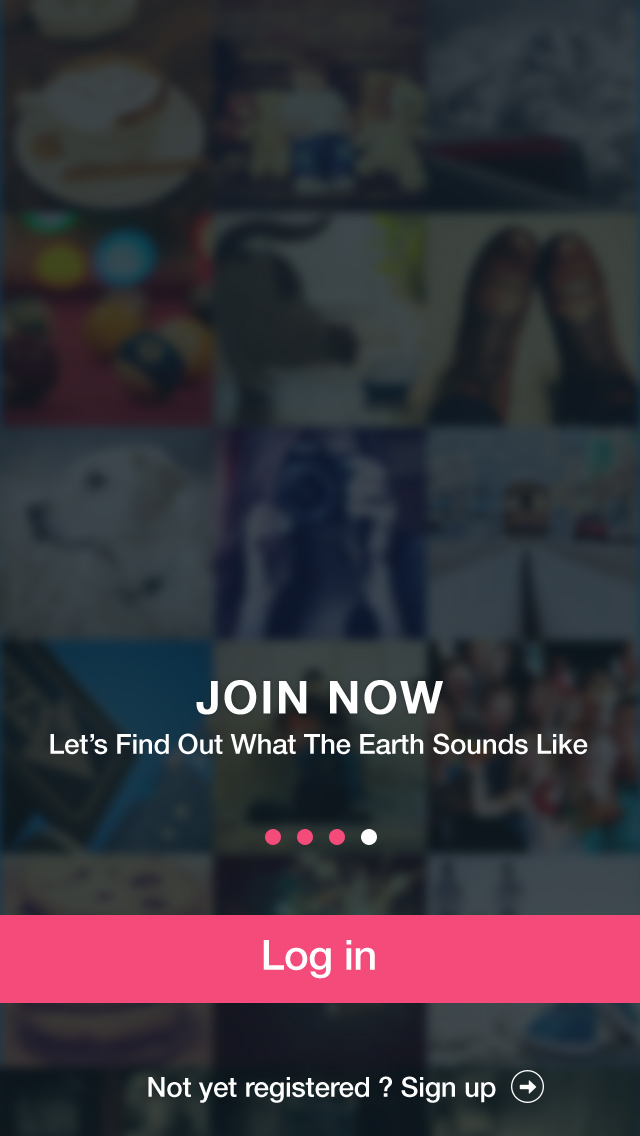 JOIN NOW
Let’s Find Out What The Earth Sounds Like
Log in
Not yet registered ? Sign up